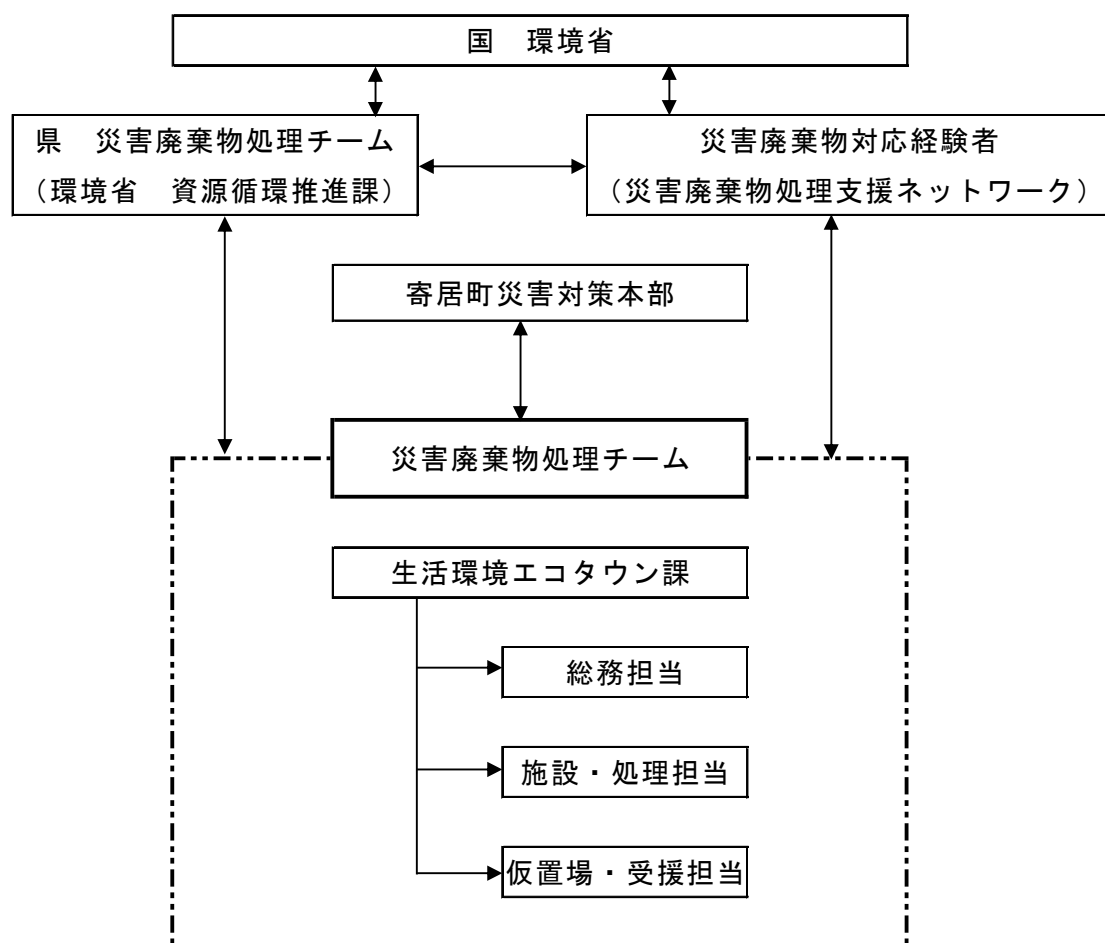 国　環境省
県　災害廃棄物処理チーム
（環境省　資源循環推進課）
災害廃棄物対応経験者
（災害廃棄物処理支援ネットワーク）
寄居町災害対策本部
災害廃棄物処理チーム
生活環境エコタウン課
総務担当
施設・処理担当
仮置場・受援担当